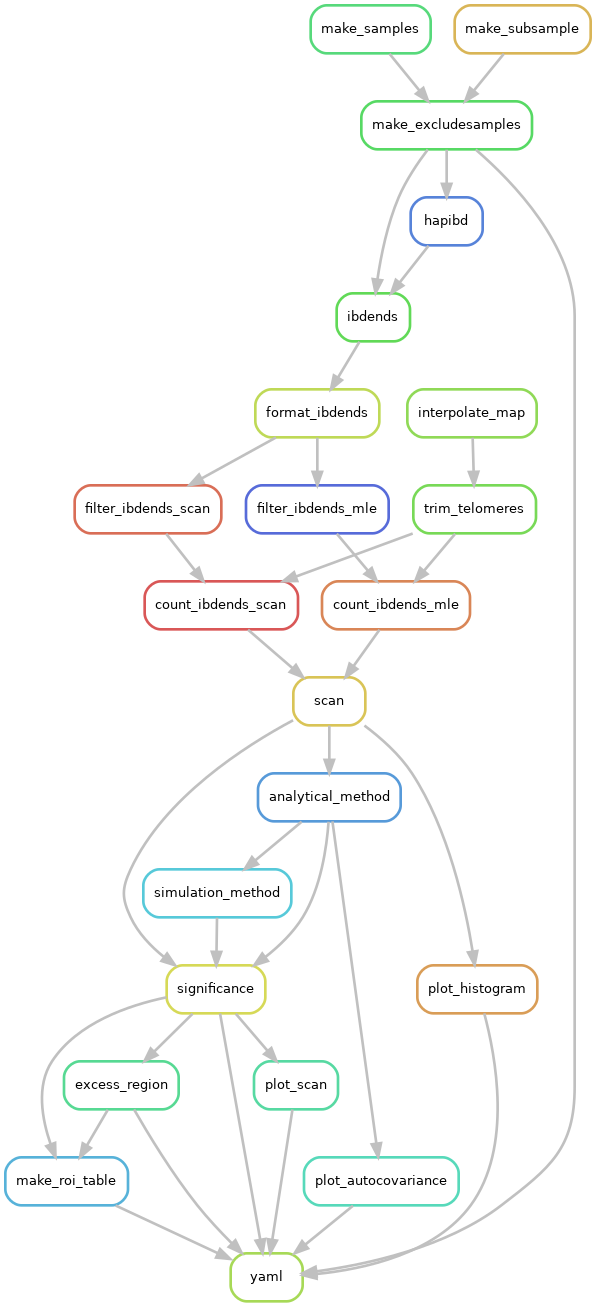 make_samples
make_subsample
make_excludesamples
hapibd
ibdends
format_ibdends
interpolate_map
filter_ibdends_scan
filter_ibdends_mle
trim_telomeres
count_ibdends_scan
count_ibdends_mle
scan
analytical_method
simulation_method
significance
plot_histogram
excess_region
plot_scan
make_roi_table
plot_autocovariance
yaml